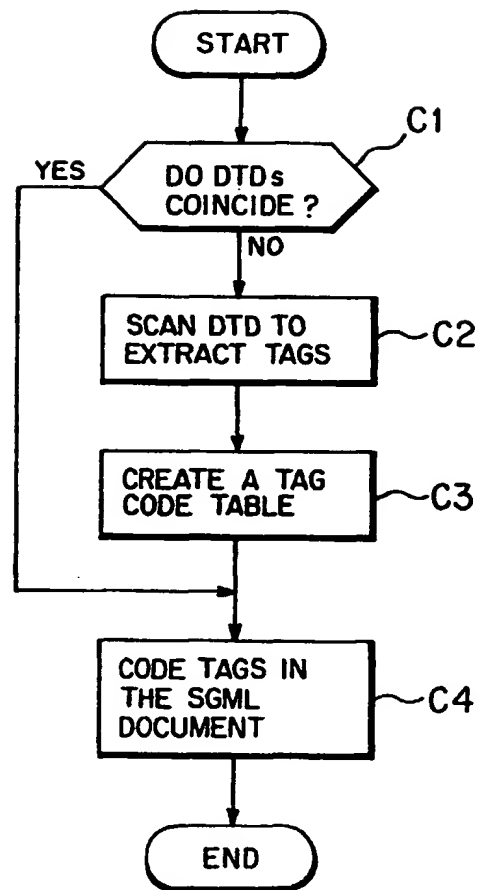 START
C1
YES
DO DTDs
COINCIDE ?
NO
SCAN DTD TO
EXTRACT TAGS
C2
CREATE A TAG
CODE TABLE
C3
CODE TAGS IN
THE SGML
DOCUMENT
C4
END